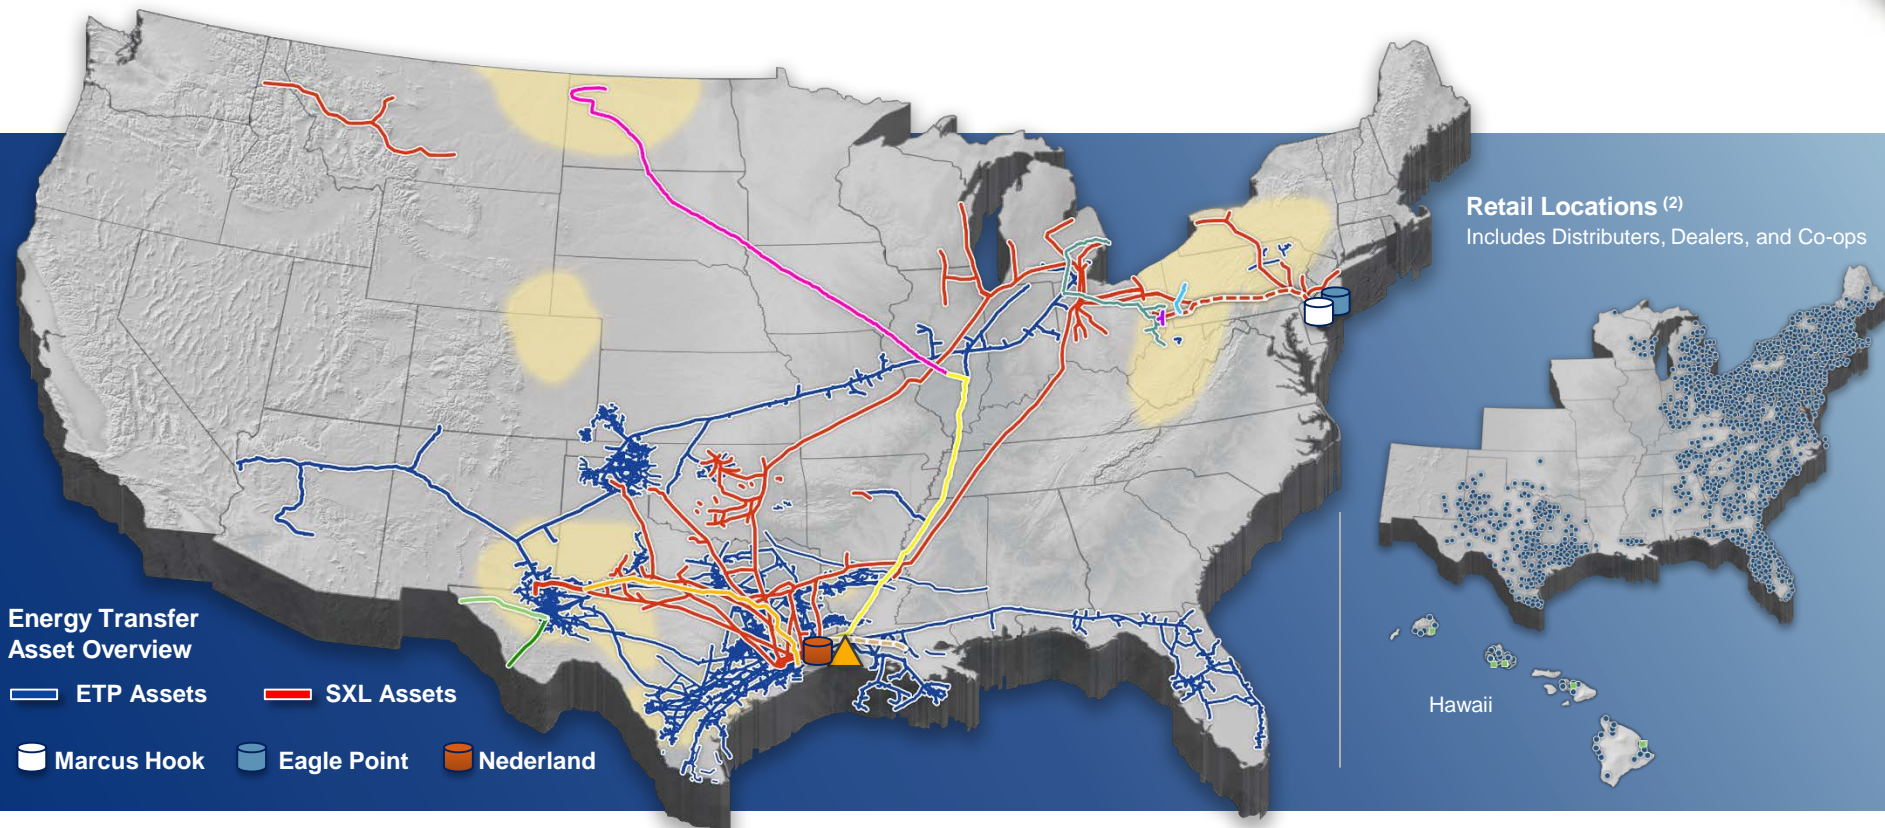 Retail Locations (2)
Includes Distributers, Dealers, and Co-ops
Energy Transfer
Asset Overview
ETP Assets
SXL Assets
Marcus Hook
Eagle Point
Nederland
Hawaii